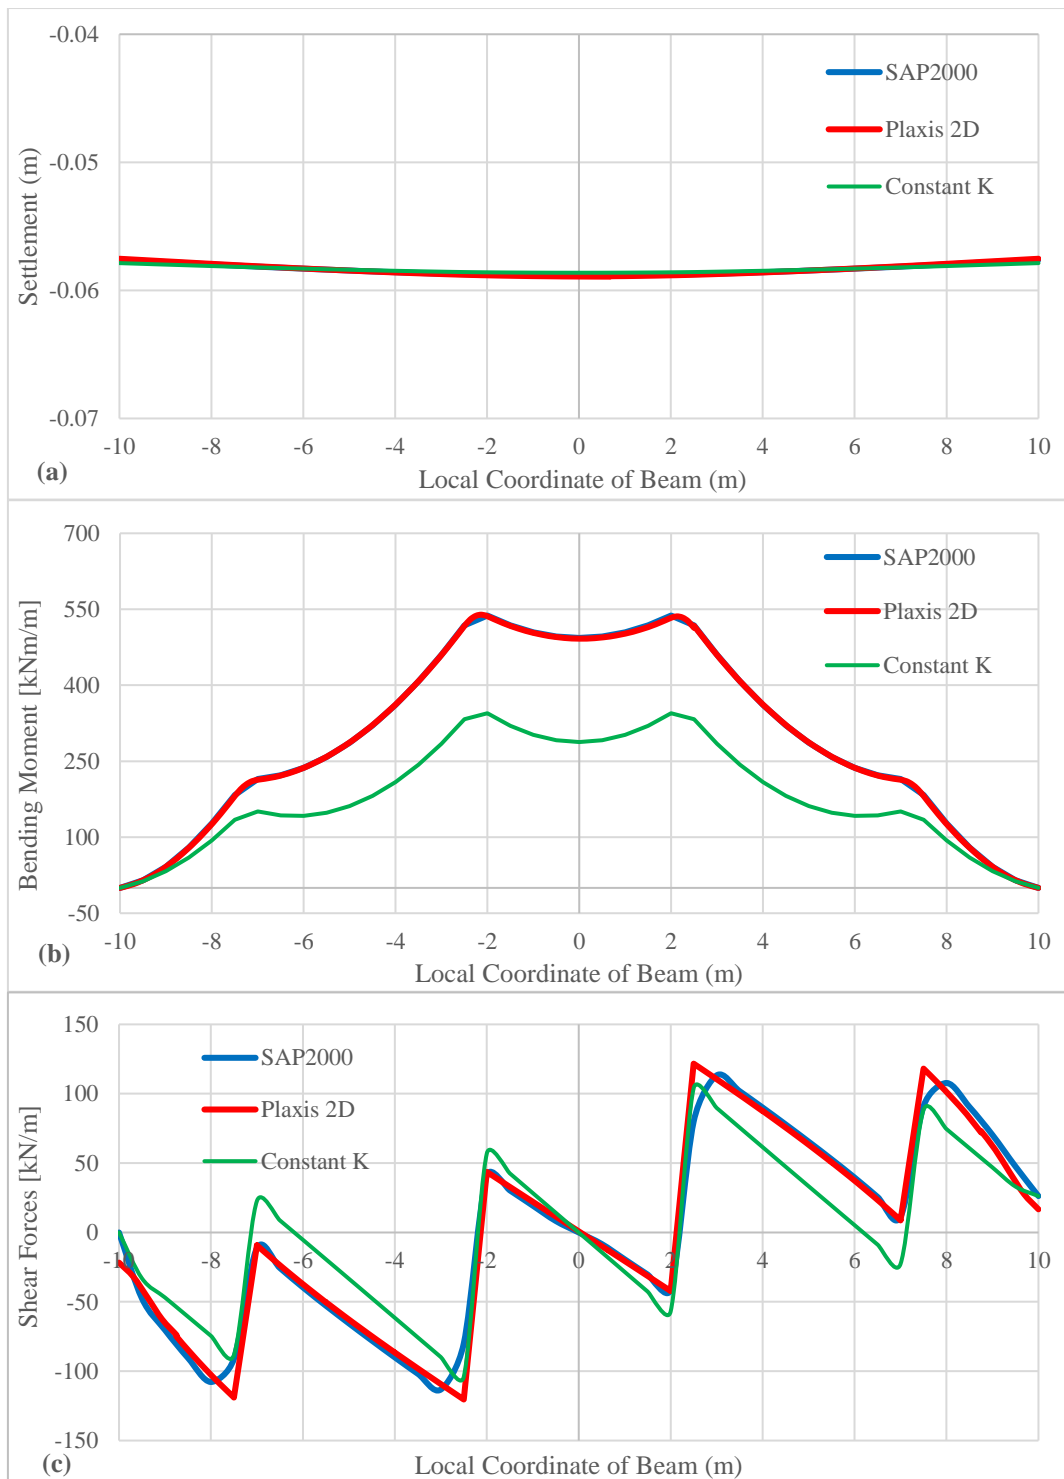 -0.04
SAP2000
Plaxis 2D
-0.05
Constant K
Settlement (m)
-0.06
-0.07
-10 -8 -6 -4 -2 0 2 4 6 8 10
(a)
Local Coordinate of Beam (m)
700
SAP2000
550
Plaxis 2D
400
Constant K
Bending Moment [kNm/m]
250
100
-50
-10 -8 -6 -4 -2 0 2 4 6 8 10
(b)
Local Coordinate of Beam (m)
150
SAP2000
100
Plaxis 2D
50
Constant K
Shear Forces [kN/m]
0
-10 -8 -6 -4 -2 0 2 4 6 8 10
-50
-100
-150
(c)
Local Coordinate of Beam (m)